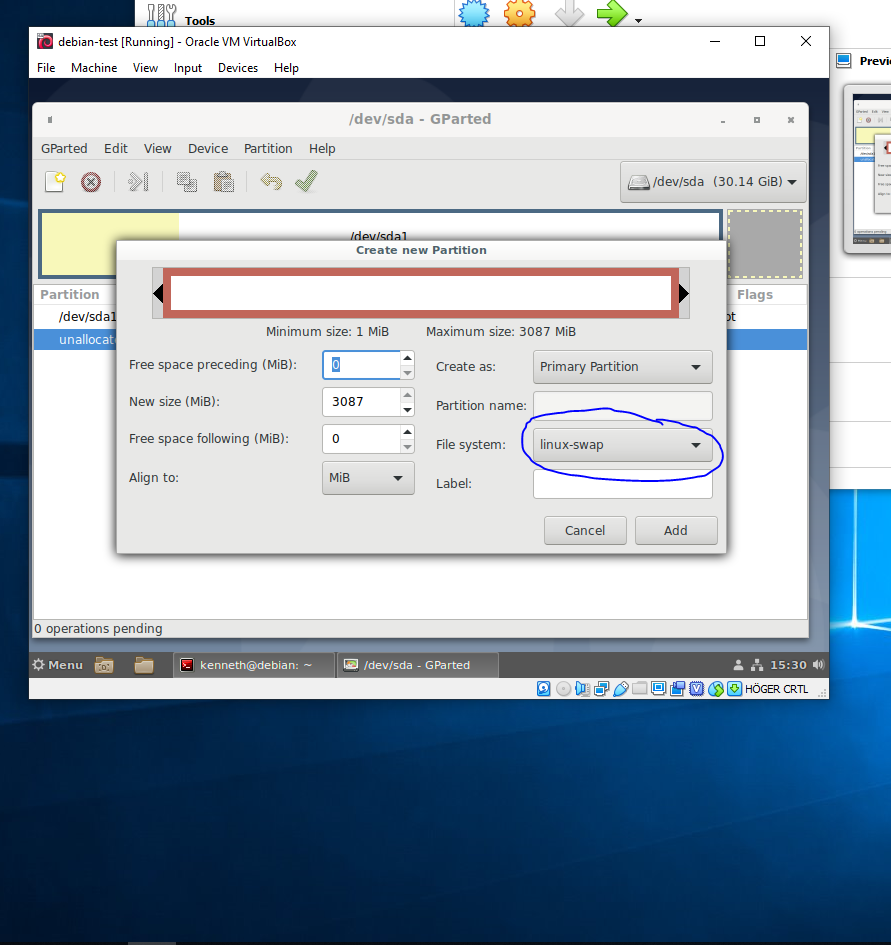 Tools
debian-test [Running] - Oracle VM VirtualBox
File Machine View Input Devices Help
/dev/sda - GParted
GParted Edit View Device Partition Help
/dev/sda (30.14 GiB)
/dev/sda1
Create new Partition
Partition
Flags
/dev/sda1
unallocate
Minimum size: 1 MiB
Maximum size: 3087 MiB
Free space preceding (MiB): 0
Create as: Primary Partition
New size (MiB): 3087
Partition name:
Free space following (MiB): 0
File system: linux-swap
Align to: MiB
Label:
Cancel
Add
0 operations pending
Menu
kenneth@debian: ~
/dev/sda - GParted
15:30
HÖGER CRTL